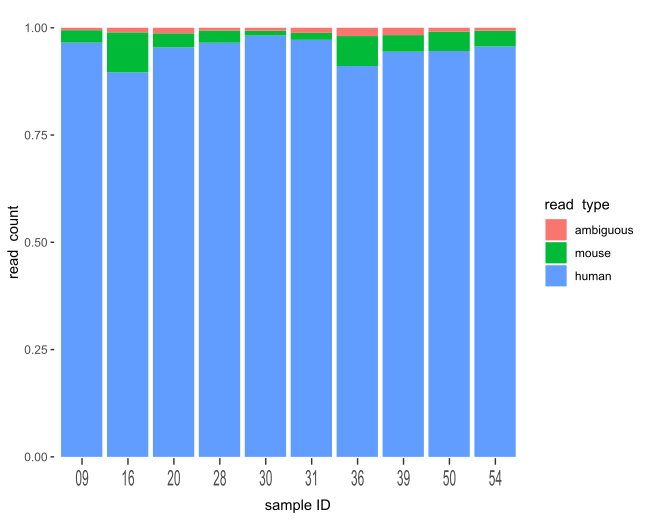 1.00
0.75
0.50
0.25
0.00
read count
09 16 20 28 30 31 36 39 50 54
sample ID
read type
ambiguous
mouse
human